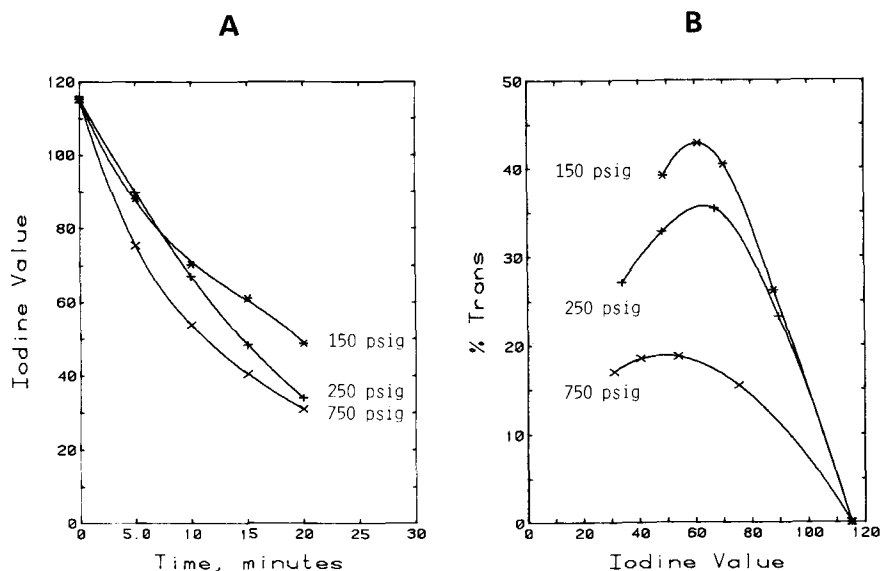 A
B
120
100
80
60
40
20
0
Iodine Value
150 psig
250 psig
750 psig
0 5.0 10 15 20 25 30
Time, minutes
50
40
30
20
10
0
% Trans
150 psig
250 psig
750 psig
0 20 40 60 80 100 120
Iodine Value